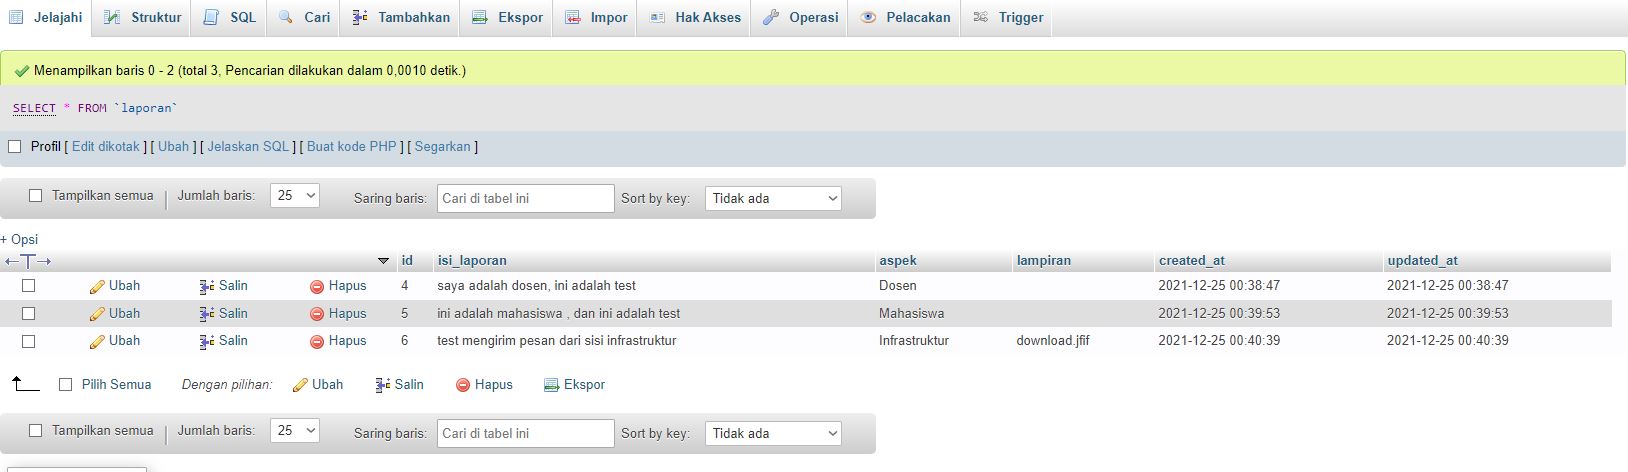 Jelajahi Struktur SQL Cari Tambahkan Ekspor Impor Hak Akses Operasi Pelacakan Trigger
Menampilkan baris 0 - 2 (total 3, Pencarian dilakukan dalam 0,0010 detik.)
SELECT * FROM `laporan`
Profil [ Edit dikotak ] [ Ubah ] [ Jelaskan SQL ] [ Buat kode PHP ] [ Segarkan ]
Tampilkan semua Jumlah baris: 25 Saring baris: Cari di tabel ini Sort by key: Tidak ada
+ Opsi
←T→ id isi_laporan aspek lampiran created_at updated_at
Ubah Salin Hapus 4 saya adalah dosen, ini adalah test Dosen 2021-12-25 00:38:47 2021-12-25 00:38:47
Ubah Salin Hapus 5 ini adalah mahasiswa , dan ini adalah test Mahasiswa 2021-12-25 00:39:53 2021-12-25 00:39:53
Ubah Salin Hapus 6 test mengirim pesan dari sisi infrastruktur Infrastruktur download.jfif 2021-12-25 00:40:39 2021-12-25 00:40:39
Pilih Semua Dengan pilihan: Ubah Salin Hapus Ekspor
Tampilkan semua Jumlah baris: 25 Saring baris: Cari di tabel ini Sort by key: Tidak ada